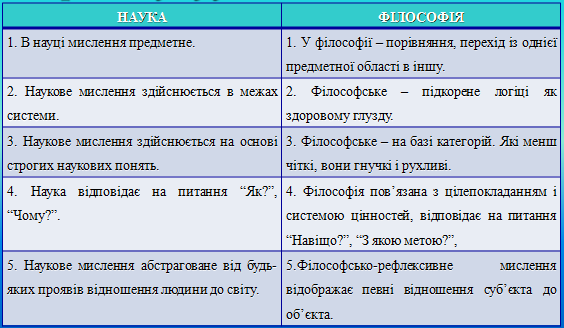 НАУКА
ФІЛОСОФІЯ
1. В науці мислення предметне.
1. У філософії – порівняння, перехід із однієї
предметної області в іншу.
2. Наукове мислення здійснюється в межах
системи.
2. Філософське – підкорене логіці як
здоровому глузду.
3. Наукове мислення здійснюється на основі
строгих наукових понять.
3. Філософське – на базі категорій. Які менш
чіткі, вони гнучкі і рухливі.
4. Наука відповідає на питання “Як?”,
“Чому?”.
4. Філософія пов’язана з цілепокладанням і
системою цінностей, відповідає на питання
“Навіщо?”, “З якою метою?”,
5. Наукове мислення абстраговане від будь-
яких проявів відношення людини до світу.
5.Філософсько-рефлексивне мислення
відображає певні відношення суб’єкта до
об’єкта.